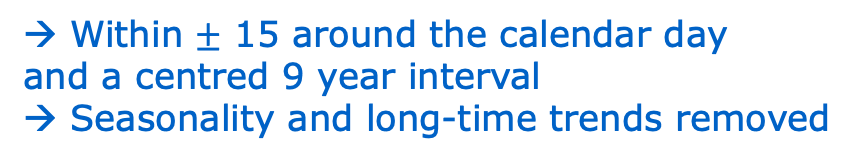 → Within ± 15 around the calendar day
and a centred 9 year interval
→ Seasonality and long-time trends removed